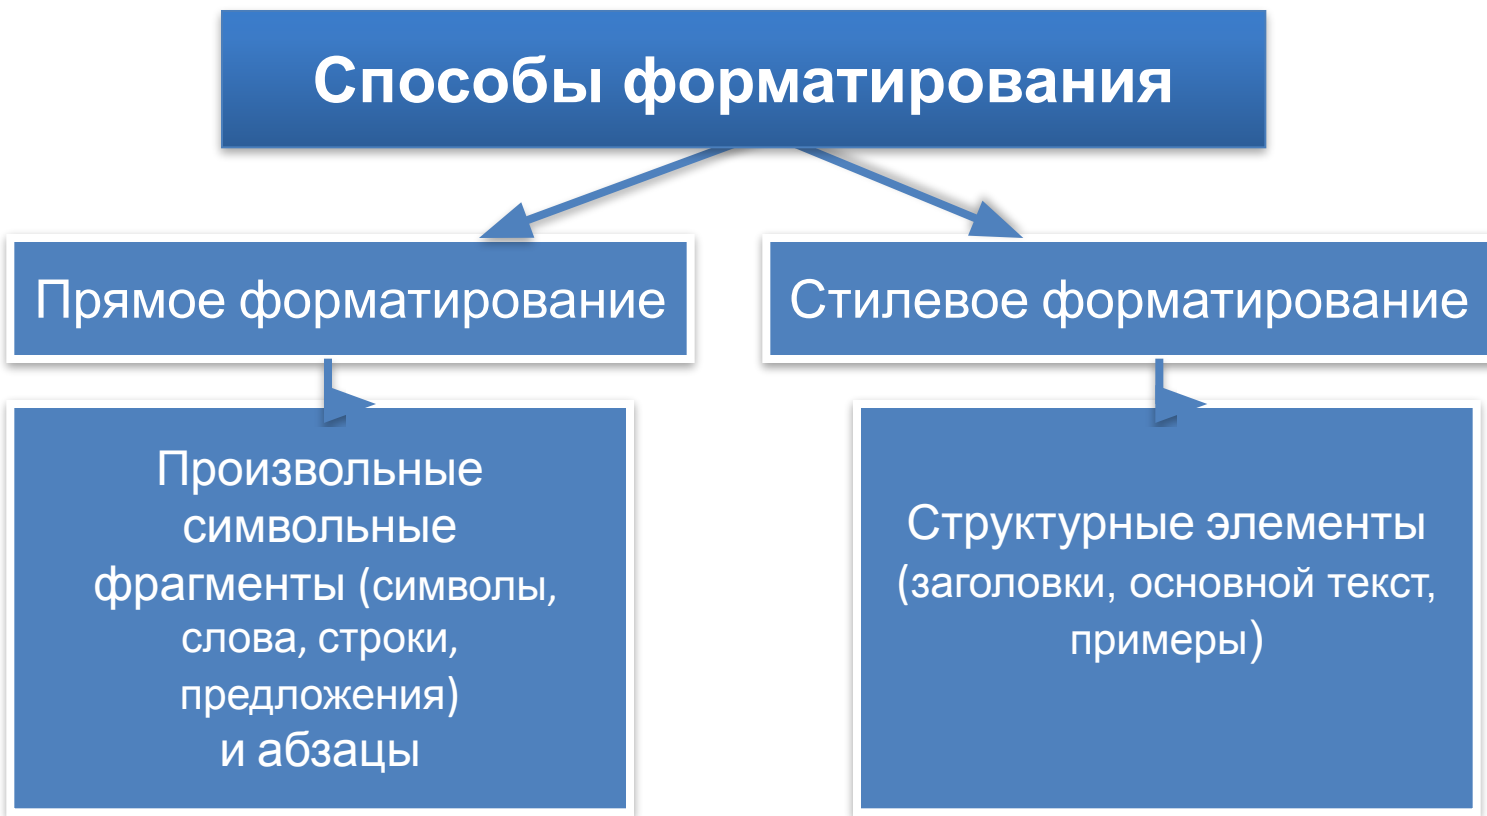 Способы форматирования
Прямое форматирование
Стилевое форматирование
Произвольные
символьные
фрагменты (символы,
слова, строки,
предложения)
и абзацы
Структурные элементы
(заголовки, основной текст,
примеры)